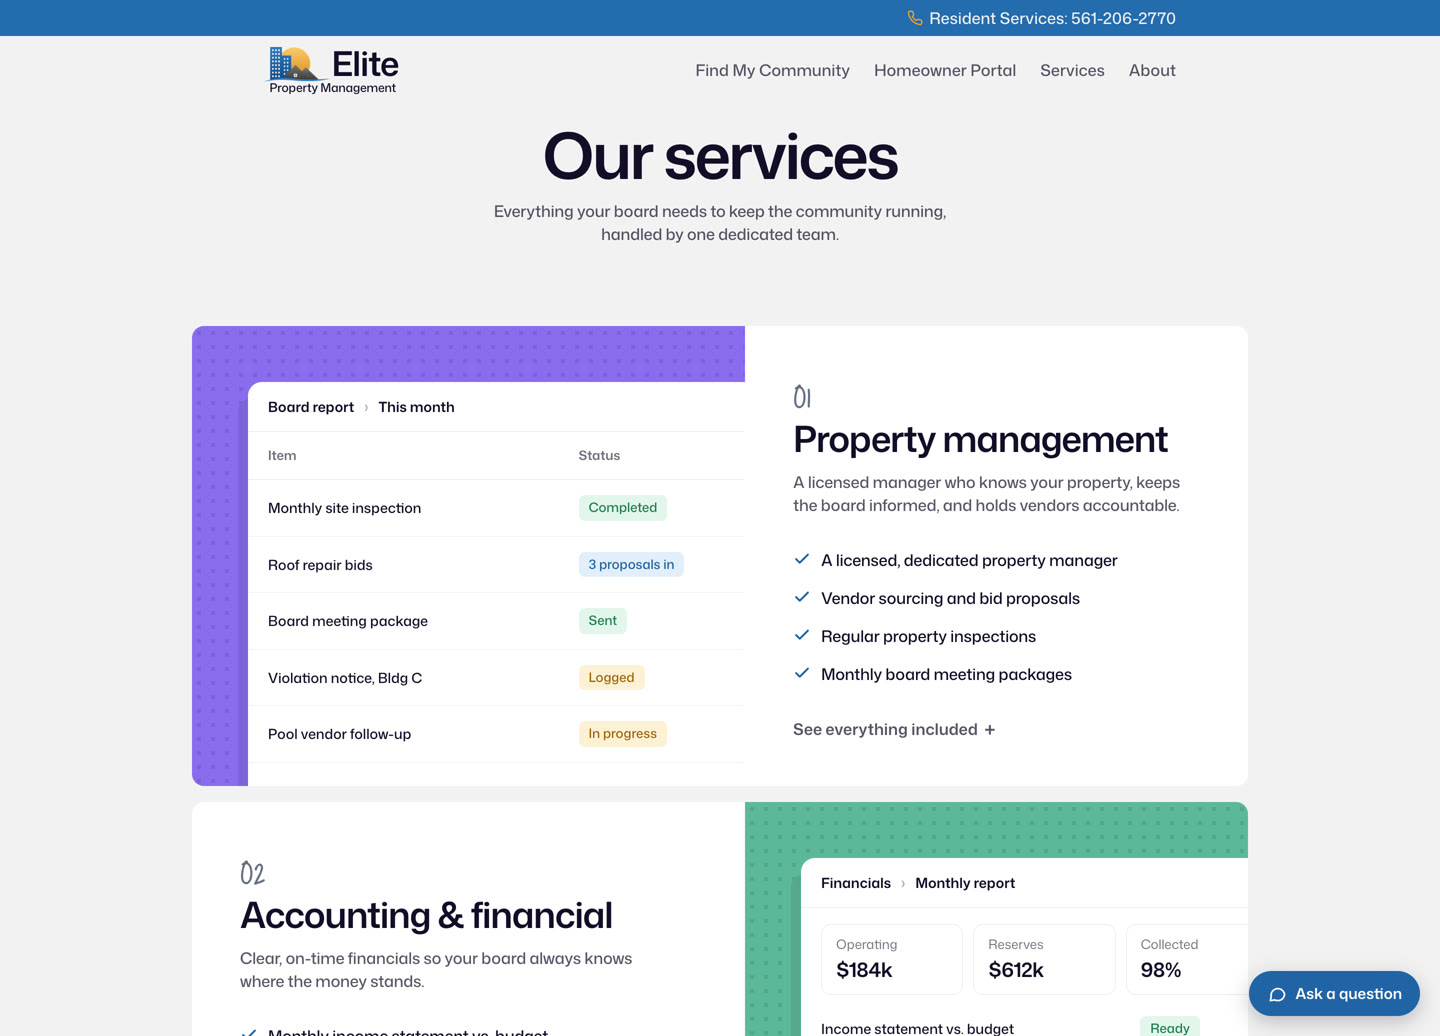 Resident Services: 561-206-2770
Elite
Property Management
Find My Community
Homeowner Portal
Services
About
Our services
Everything your board needs to keep the community running,
handled by one dedicated team.
Board report › This month
Item Status
Monthly site inspection Completed
Roof repair bids 3 proposals in
Board meeting package Sent
Violation notice, Bldg C Logged
Pool vendor follow-up In progress
01
Property management
A licensed manager who knows your property, keeps
the board informed, and holds vendors accountable.
A licensed, dedicated property manager
Vendor sourcing and bid proposals
Regular property inspections
Monthly board meeting packages
See everything included +
02
Accounting & financial
Clear, on-time financials so your board always knows
where the money stands.
Monthly income statement vs. budget
Financials › Monthly report
Operating Reserves Collected
$184k $612k 98%
Income statement vs. budget Ready
Ask a question